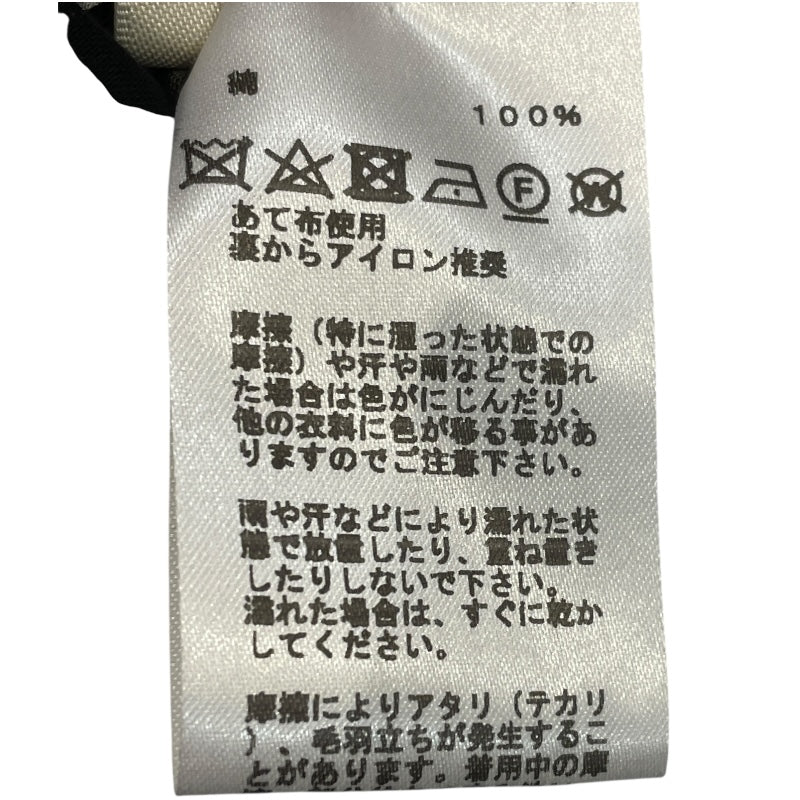 綿
100%
F
W
あて布使用
裏からアイロン推奨
摩擦（特に湿った状態での
摩擦）や汗や雨などで濡れ
た場合は色がにじんだり、
他の衣料に色が移る事があ
りますのでご注意下さい。
雨や汗などにより濡れた状
態で放置したり、重ね置き
したりしないで下さい。
濡れた場合は、すぐに乾か
してください。
摩擦によりアタリ（テカリ
）、毛羽立ちが発生するこ
とがあります。着用中の摩